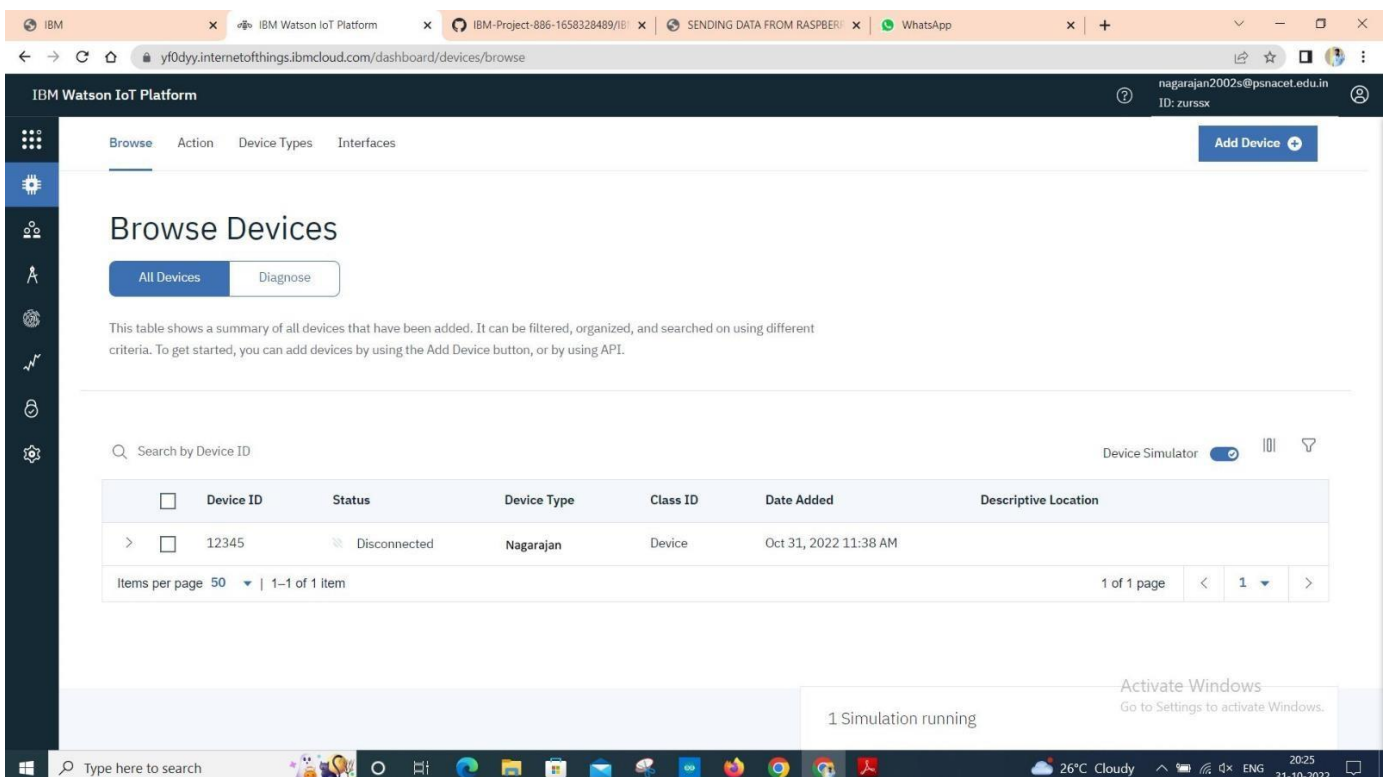 IBM
IBM Watson IoT Platform
IBM-Project-886-1658328489/IB
SENDING DATA FROM RASPBER
WhatsApp
yf0dyy.internetofthings.ibmcloud.com/dashboard/devices/browse
IBM Watson IoT Platform
nagarajan2002s@psnacet.edu.in
ID: zurssx
Browse Action Device Types Interfaces
Add Device
Browse Devices
All Devices Diagnose
This table shows a summary of all devices that have been added. It can be filtered, organized, and searched on using different
criteria. To get started, you can add devices by using the Add Device button, or by using API.
Search by Device ID
Device Simulator
Device ID Status Device Type Class ID Date Added Descriptive Location
12345 Disconnected Nagarajan Device Oct 31, 2022 11:38 AM
Items per page 50 | 1–1 of 1 item
1 of 1 page 1
1 Simulation running
Activate Windows
Go to Settings to activate Windows.
Type here to search
26°C Cloudy ENG
20:25
31-10-2022